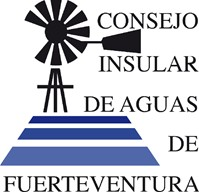 CONSEJO
INSULAR
DE AGUAS
DE
FUERTEVENTURA